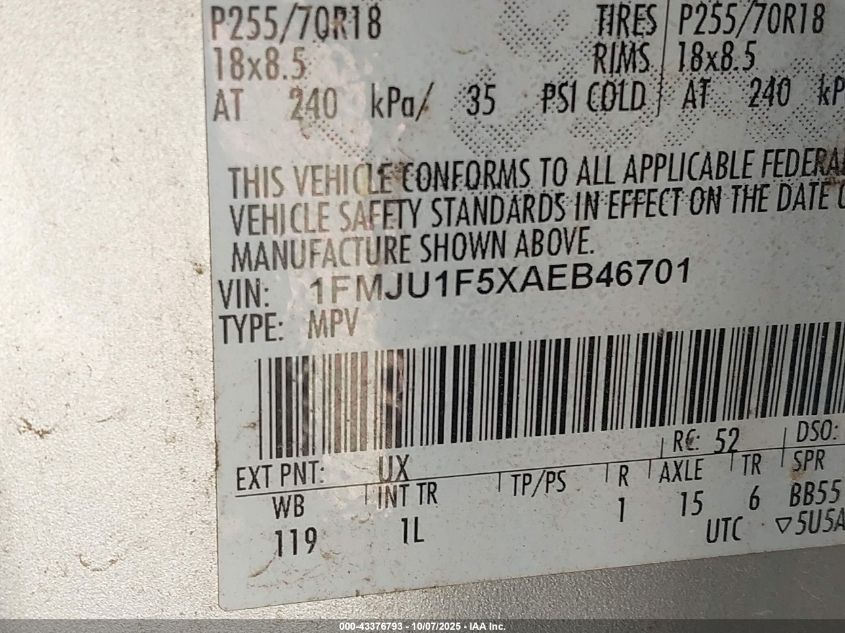 P255/70R18 TIRES P255/70R18
18x8.5 RIMS 18x8.5
AT 240 kPa/ 35 PSI COLD AT 240 kP
THIS VEHICLE CONFORMS TO ALL APPLICABLE FEDERAL
VEHICLE SAFETY STANDARDS IN EFFECT ON THE DATE O
MANUFACTURE SHOWN ABOVE.
VIN: 1FMJU1F5XAEB46701
TYPE: MPV
EXT PNT: UX RC: 52 DSO:
WB INT TR TP/PS R AXLE TR SPR
119 1L 1 15 6 BB55
UTC ▽5U5A
000-43376793 - 10/07/2025 - IAA Inc.